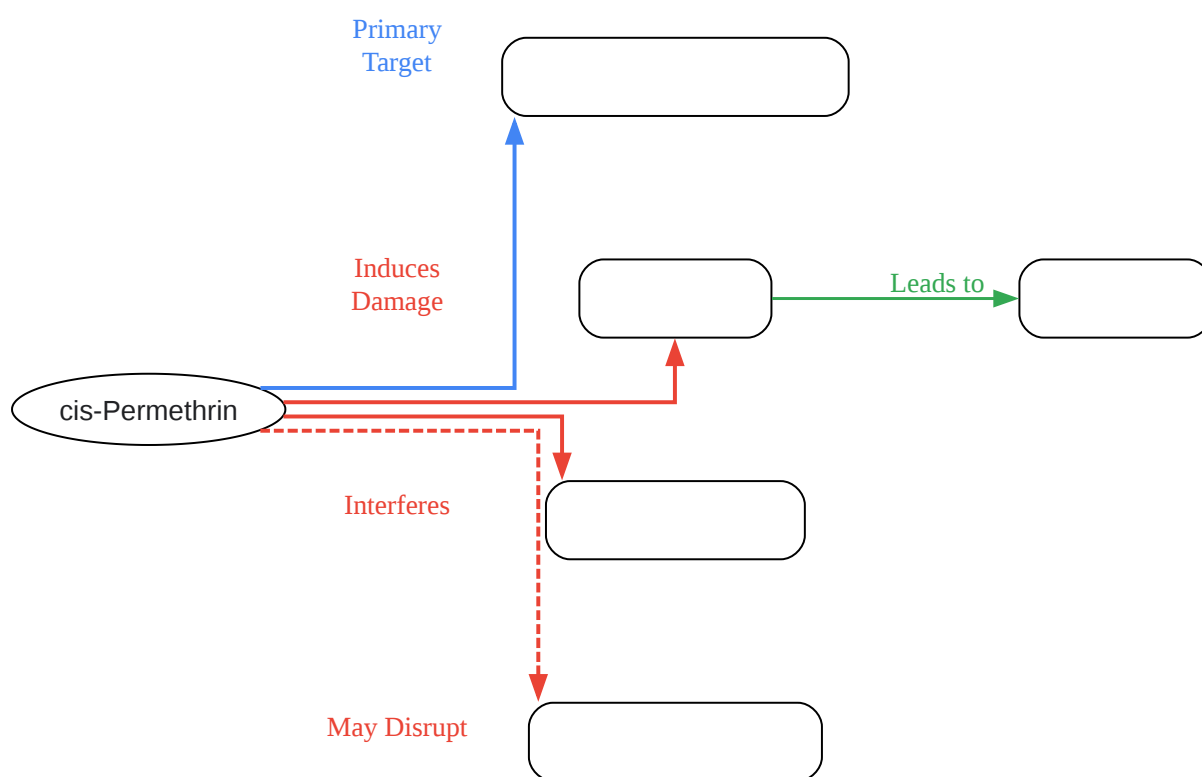 Primary
Target
Induces
Damage
Leads to
cis-Permethrin
Interferes
May Disrupt